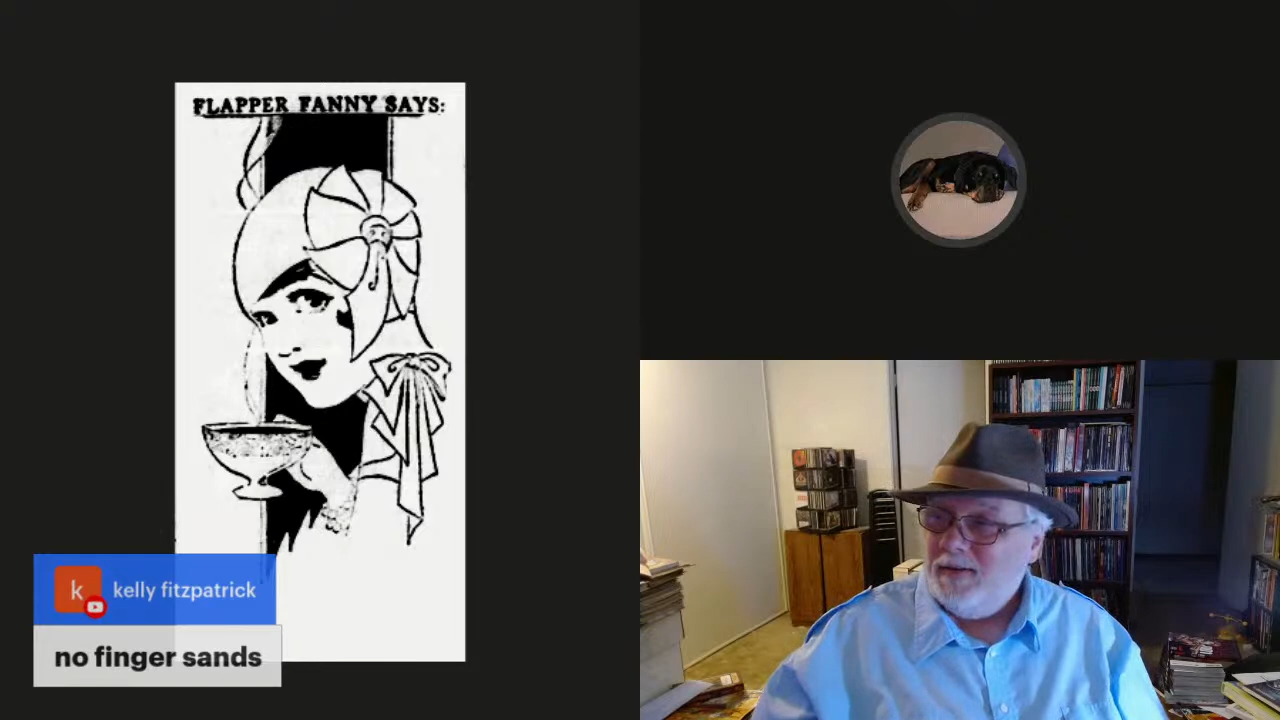 FLAPPER FANNY SAYS:
k
kelly fitzpatrick
no finger sands